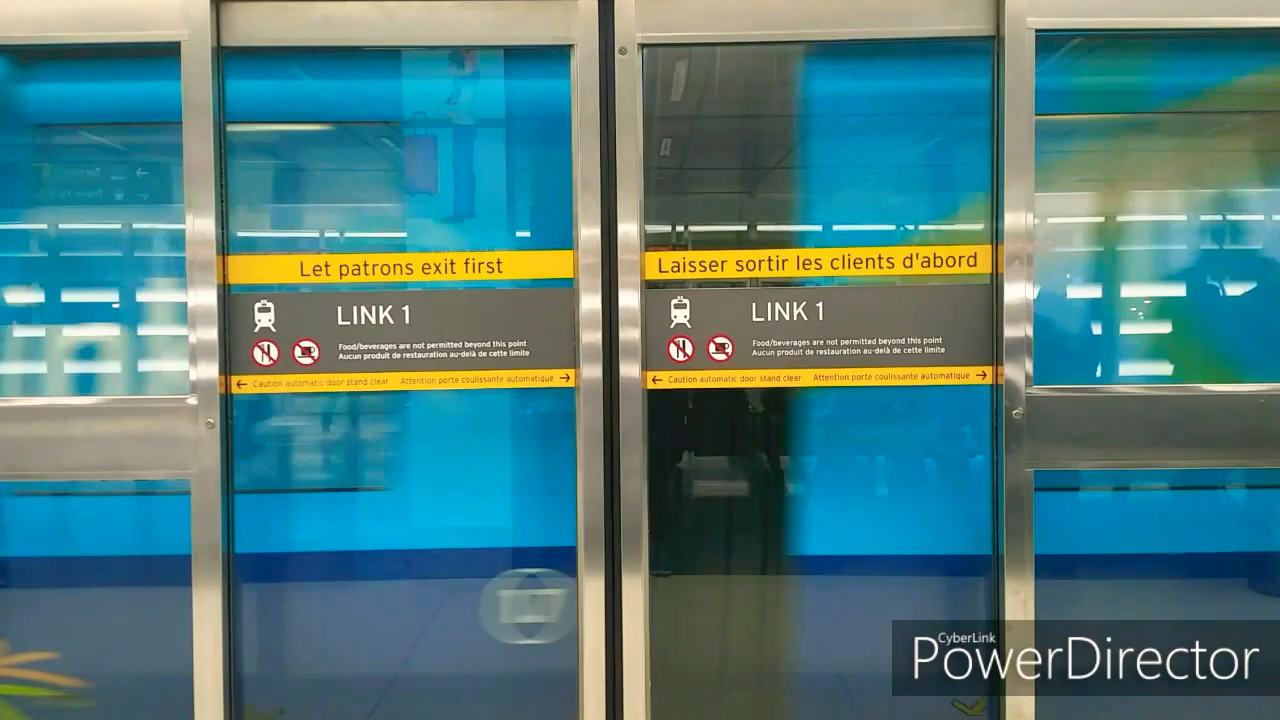 Let patrons exit first
LINK 1
Food/beverages are not permitted beyond this point
Aucun produit de restauration au-delà de cette limite
← Caution automatic door stand clear Attention porte coulissante automatique →
Laisser sortir les clients d'abord
LINK 1
Food/beverages are not permitted beyond this point
Aucun produit de restauration au-delà de cette limite
← Caution automatic door stand clear Attention porte coulissante automatique →
CyberLink
PowerDirector